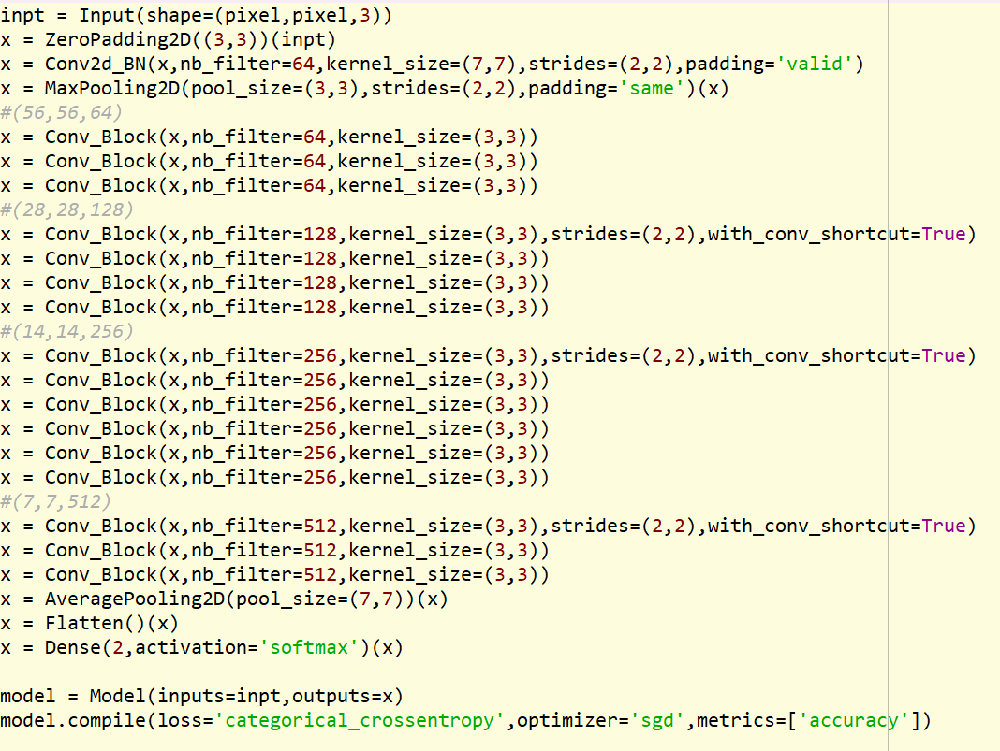 inpt = Input(shape=(pixel,pixel,3))
x = ZeroPadding2D((3,3))(inpt)
x = Conv2d_BN(x,nb_filter=64,kernel_size=(7,7),strides=(2,2),padding='valid')
x = MaxPooling2D(pool_size=(3,3),strides=(2,2),padding='same')(x)
#(56,56,64)
x = Conv_Block(x,nb_filter=64,kernel_size=(3,3))
x = Conv_Block(x,nb_filter=64,kernel_size=(3,3))
x = Conv_Block(x,nb_filter=64,kernel_size=(3,3))
#(28,28,128)
x = Conv_Block(x,nb_filter=128,kernel_size=(3,3),strides=(2,2),with_conv_shortcut=True)
x = Conv_Block(x,nb_filter=128,kernel_size=(3,3))
x = Conv_Block(x,nb_filter=128,kernel_size=(3,3))
x = Conv_Block(x,nb_filter=128,kernel_size=(3,3))
#(14,14,256)
x = Conv_Block(x,nb_filter=256,kernel_size=(3,3),strides=(2,2),with_conv_shortcut=True)
x = Conv_Block(x,nb_filter=256,kernel_size=(3,3))
x = Conv_Block(x,nb_filter=256,kernel_size=(3,3))
x = Conv_Block(x,nb_filter=256,kernel_size=(3,3))
x = Conv_Block(x,nb_filter=256,kernel_size=(3,3))
x = Conv_Block(x,nb_filter=256,kernel_size=(3,3))
#(7,7,512)
x = Conv_Block(x,nb_filter=512,kernel_size=(3,3),strides=(2,2),with_conv_shortcut=True)
x = Conv_Block(x,nb_filter=512,kernel_size=(3,3))
x = Conv_Block(x,nb_filter=512,kernel_size=(3,3))
x = AveragePooling2D(pool_size=(7,7))(x)
x = Flatten()(x)
x = Dense(2,activation='softmax')(x)
model = Model(inputs=inpt,outputs=x)
model.compile(loss='categorical_crossentropy',optimizer='sgd',metrics=['accuracy'])